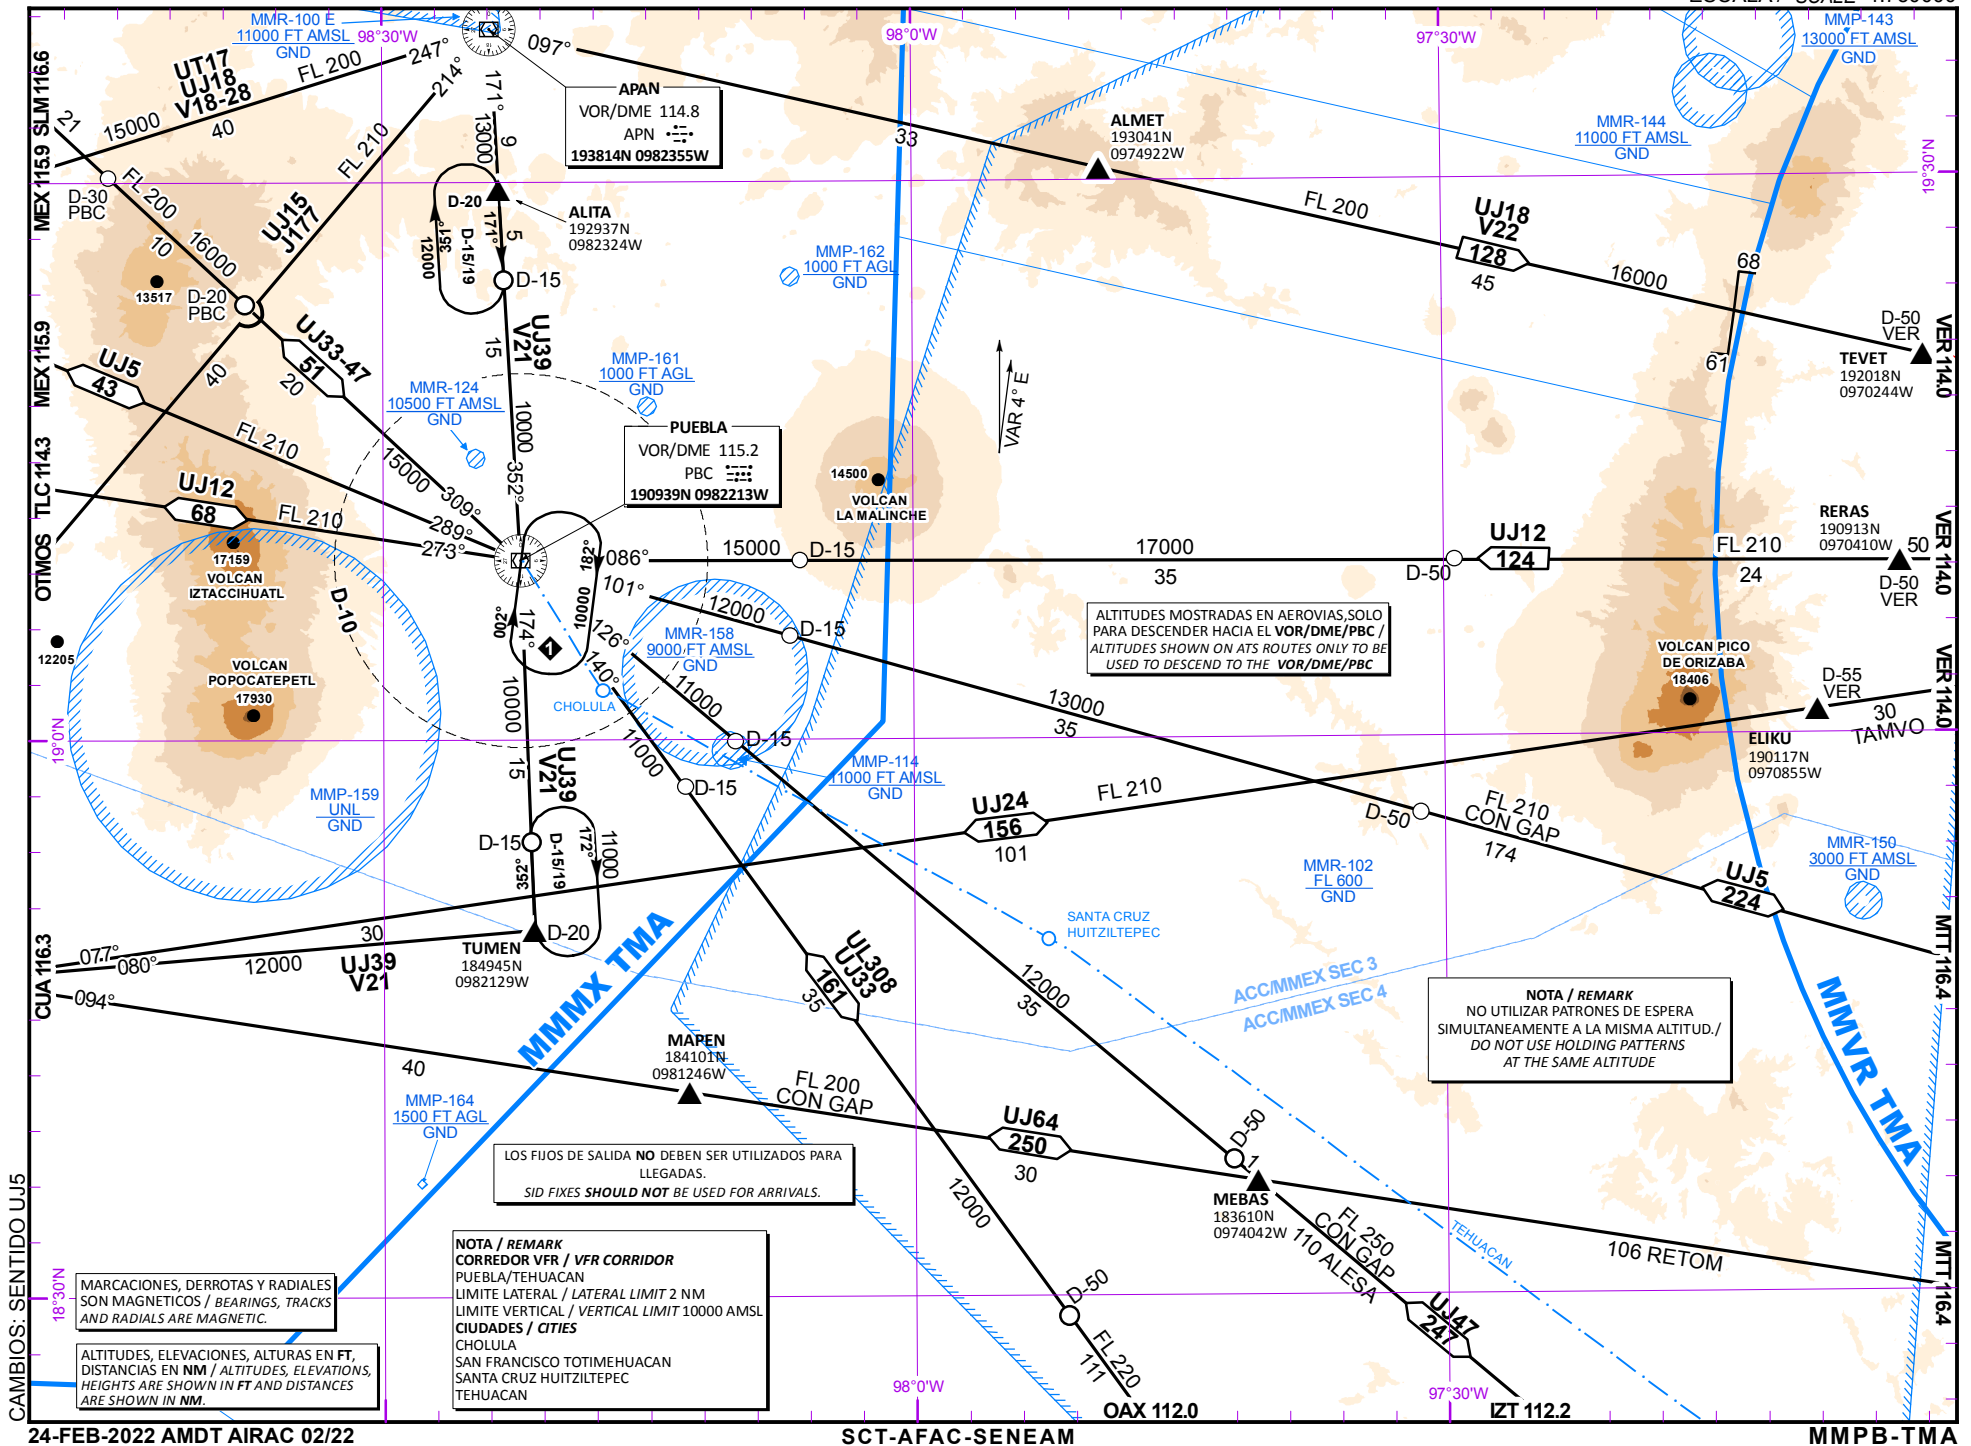 MMR-100 E
11000 FT AMSL
GND
98°30'W
98°0'W
97°30'W
MMP-143
13000 FT AMSL
GND
MEX 115.9 SLM 116.6
UT17
UJ18
V18-28
FL 200
247°
214°
15000
40
21
097°
171°
13000
9
APAN
VOR/DME 114.8
APN
193814N 0982355W
33
ALMET
193041N
0974922W
MMR-144
11000 FT AMSL
GND
19°30'N
D-30
PBC
FL 200
10
16000
FL 210
UJ15
J177
D-20
171°
5
351°
12000
D-15/19
ALITA
192937N
0982324W
D-15
FL 200
UJ18
V22
128
45
16000
68
61
D-50
VER
TEVET
192018N
0970244W
VER 114.0
MMP-162
1000 FT AGL
GND
13517
D-20
PBC
MEX 115.9
UJ5
43
UJ33-47
51
20
40
15
UJ39
V21
MMP-161
1000 FT AGL
GND
MMR-124
10500 FT AMSL
GND
VAR 4° E
10000
352°
PUEBLA
VOR/DME 115.2
PBC
190939N 0982213W
14500
VOLCAN
LA MALINCHE
TLC 114.3
OTMOS
UJ12
68
FL 210
FL 210
15000
309°
289°
273°
17159
VOLCAN
IZTACCIHUATL
D-10
12205
VOLCAN
POPOCATEPETL
17930
182°
10000
002°
174°
1
086°
15000
D-15
17000
35
D-50
UJ12
124
FL 210
24
RERAS
190913N
0970410W
50
D-50
VER
VER 114.0
101°
12000
D-15
126°
140°
MMR-158
9000 FT AMSL
GND
11000
CHOLULA
ALTITUDES MOSTRADAS EN AEROVIAS,SOLO
PARA DESCENDER HACIA EL VOR/DME/PBC /
ALTITUDES SHOWN ON ATS ROUTES ONLY TO BE
USED TO DESCEND TO THE VOR/DME/PBC
VOLCAN PICO
DE ORIZABA
18406
D-55
VER
VER 114.0
30
TAMVO
ELIKU
190117N
0970855W
13000
35
19°0'N
10000
15
UJ39
V21
11000
D-15
D-15
MMP-114
11000 FT AMSL
GND
MMP-159
UNL
GND
D-15
D-15/19
172°
11000
352°
UJ24
156
101
FL 210
D-50
FL 210
CON GAP
174
MMR-150
3000 FT AMSL
GND
MMR-102
FL 600
GND
UJ5
224
MTT 116.4
CUA 116.3
077°
080°
094°
30
12000
UJ39
V21
TUMEN
184945N
0982129W
D-20
MMMX TMA
UL308
UJ33
161
35
SANTA CRUZ
HUITZILTEPEC
12000
35
ACC/MMEX SEC 3
ACC/MMEX SEC 4
NOTA / REMARK
NO UTILIZAR PATRONES DE ESPERA
SIMULTANEAMENTE A LA MISMA ALTITUD./
DO NOT USE HOLDING PATTERNS
AT THE SAME ALTITUDE
MMVR TMA
40
MAPEN
184101N
0981246W
FL 200
CON GAP
UJ64
250
30
MMP-164
1500 FT AGL
GND
D-50
1
MEBAS
183610N
0974042W
LOS FIJOS DE SALIDA NO DEBEN SER UTILIZADOS PARA
LLEGADAS.
SID FIXES SHOULD NOT BE USED FOR ARRIVALS.
12000
FL 250
CON GAP
110 ALESA
TEHUACAN
106 RETOM
MTT 116.4
NOTA / REMARK
CORREDOR VFR / VFR CORRIDOR
PUEBLA/TEHUACAN
LIMITE LATERAL / LATERAL LIMIT 2 NM
LIMITE VERTICAL / VERTICAL LIMIT 10000 AMSL
CIUDADES / CITIES
CHOLULA
SAN FRANCISCO TOTIMEHUACAN
SANTA CRUZ HUITZILTEPEC
TEHUACAN
18°30'N
MARCACIONES, DERROTAS Y RADIALES
SON MAGNETICOS / BEARINGS, TRACKS
AND RADIALS ARE MAGNETIC.
ALTITUDES, ELEVACIONES, ALTURAS EN FT,
DISTANCIAS EN NM / ALTITUDES, ELEVATIONS,
HEIGHTS ARE SHOWN IN FT AND DISTANCES
ARE SHOWN IN NM.
D-50
FL 220
111
UJ47
247
98°0'W
97°30'W
OAX 112.0
IZT 112.2
CAMBIOS: SENTIDO UJ5
24-FEB-2022 AMDT AIRAC 02/22
SCT-AFAC-SENEAM
MMPB-TMA